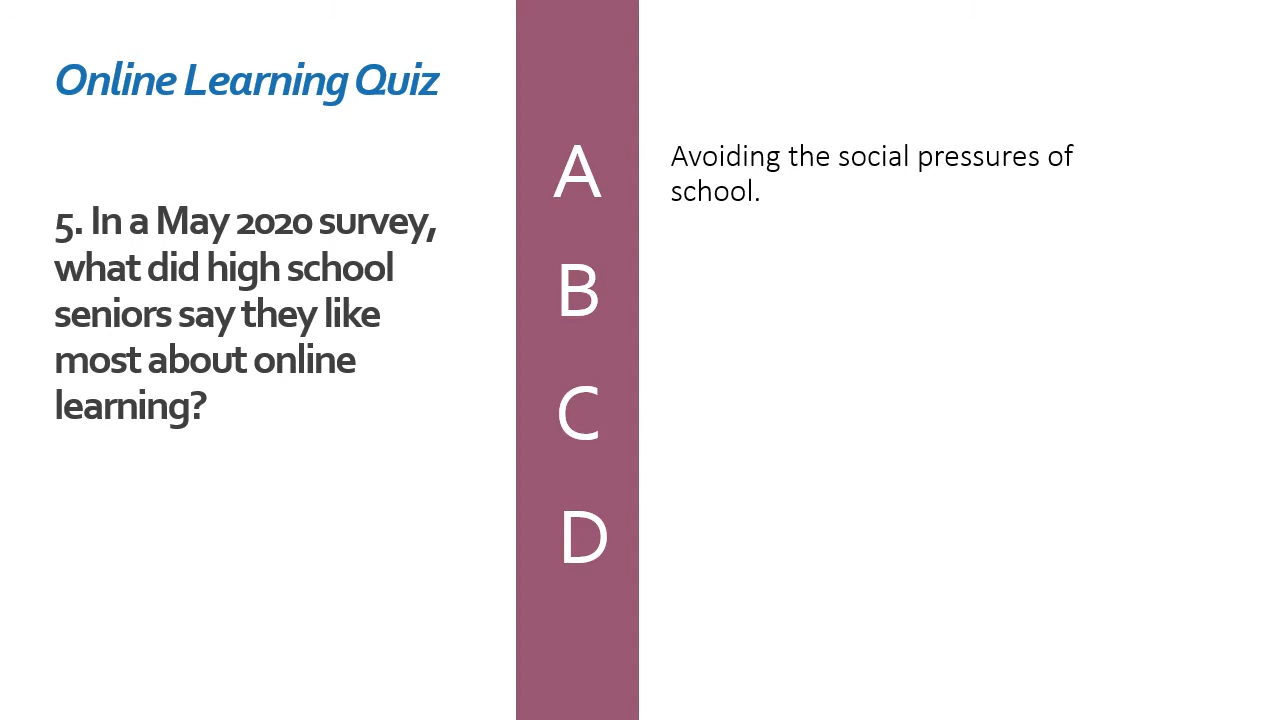 Online Learning Quiz
5. In a May 2020 survey,
what did high school
seniors say they like
most about online
learning?
A
Avoiding the social pressures of
school.
B
C
D